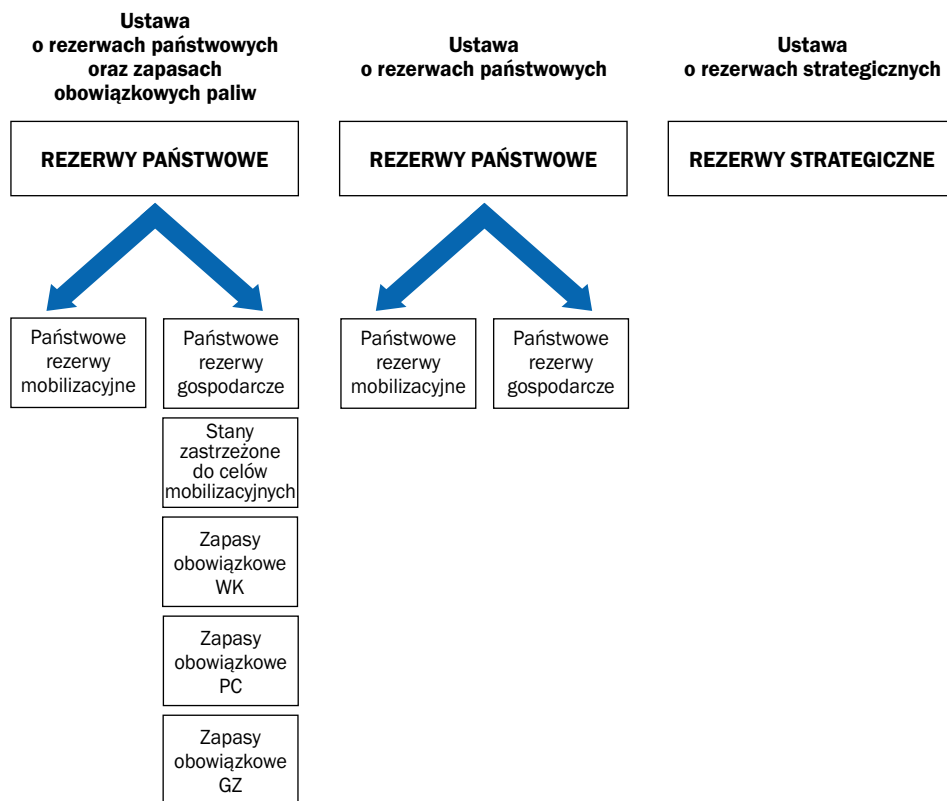 Ustawa
o rezerwach państwowych
oraz zapasach
obowiązkowych paliw
Ustawa
o rezerwach państwowych
Ustawa
o rezerwach strategicznych
REZERWY PAŃSTWOWE
REZERWY PAŃSTWOWE
REZERWY STRATEGICZNE
Państwowe
rezerwy
mobilizacyjne
Państwowe
rezerwy
gospodarcze
Państwowe
rezerwy
mobilizacyjne
Państwowe
rezerwy
gospodarcze
Stany
zastrzeżone
do celów
mobilizacyjnych
Zapasy
obowiązkowe
WK
Zapasy
obowiązkowe
PC
Zapasy
obowiązkowe
GZ